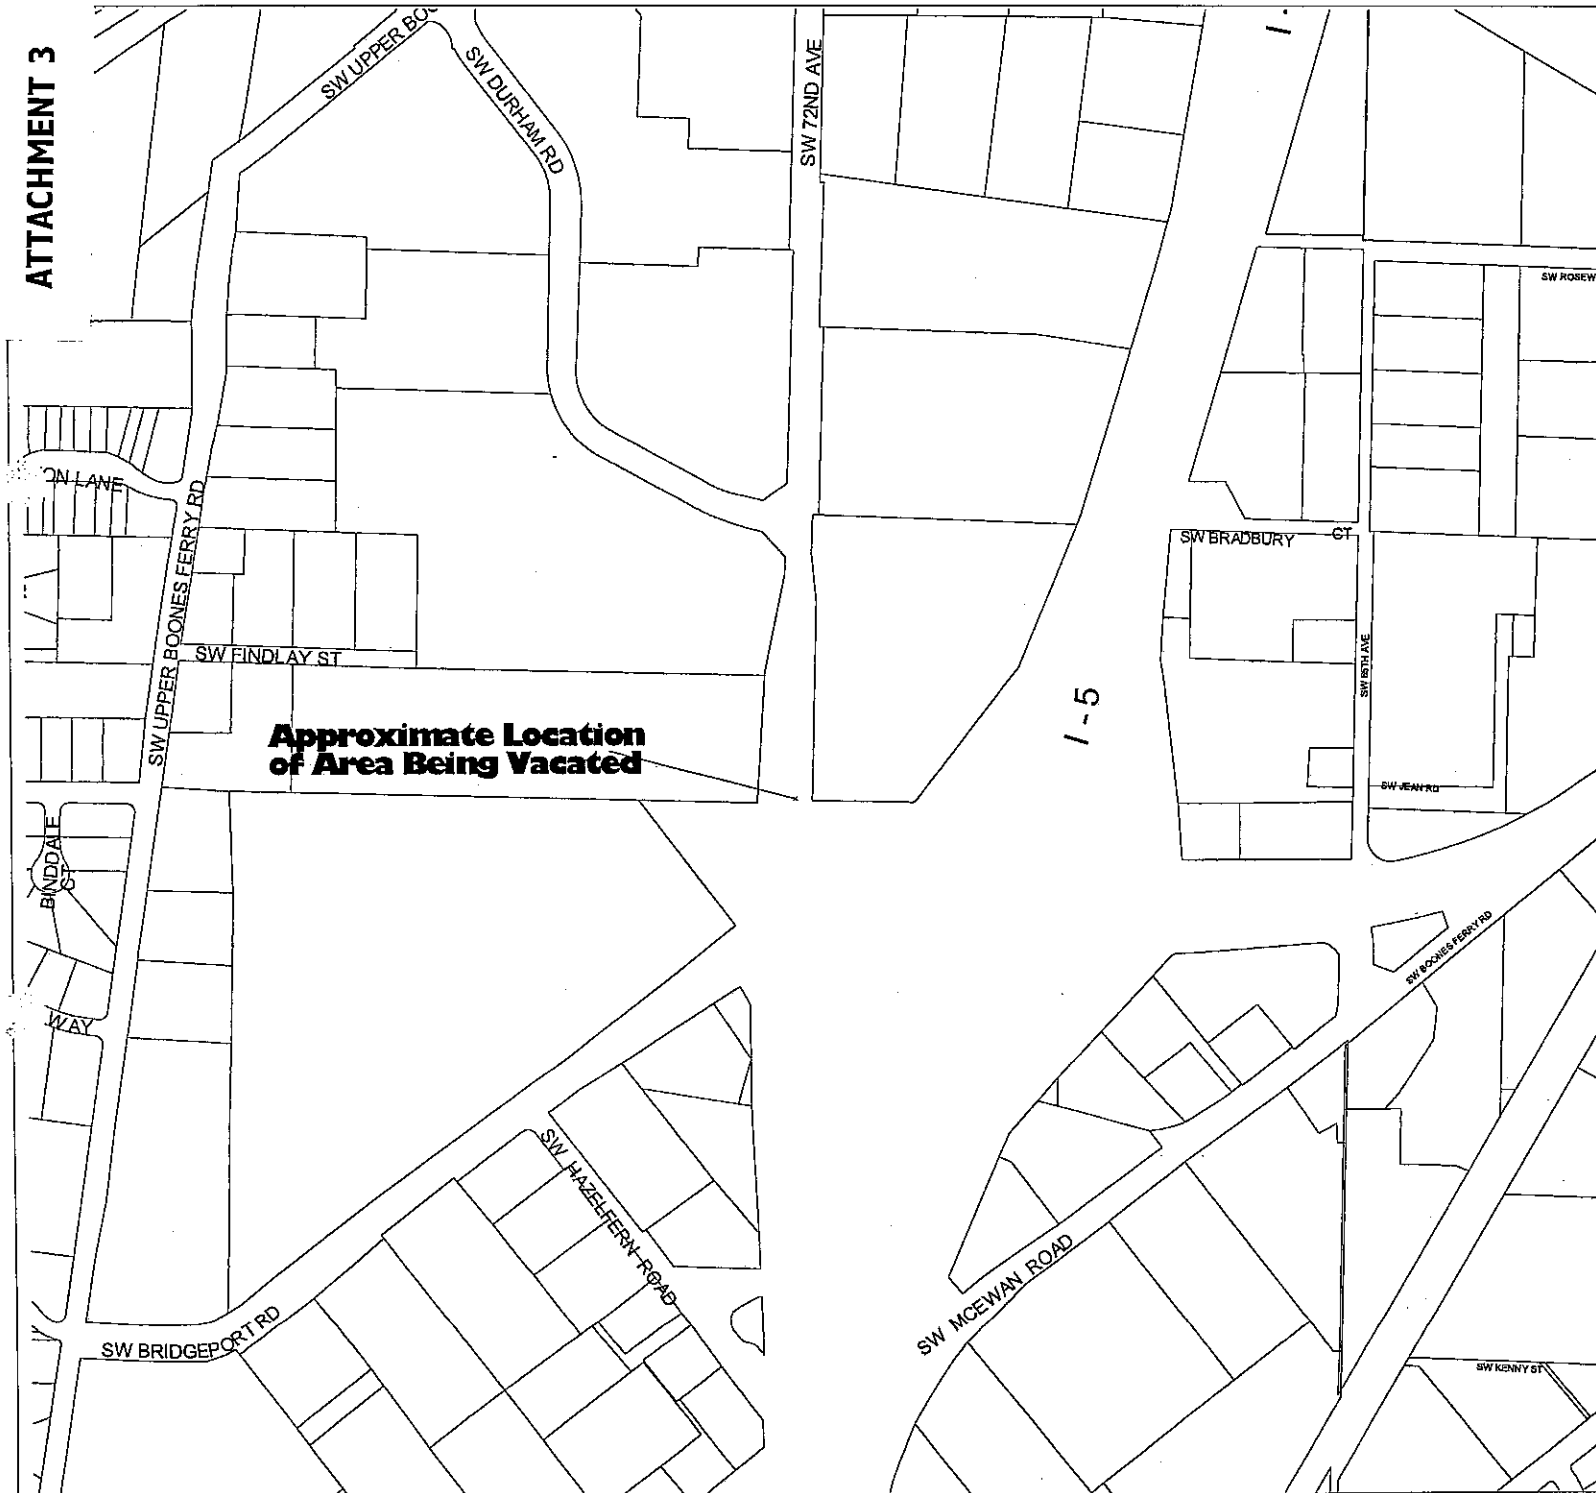 ATTACHMENT 3
SW UPPER BOO
SW DURHAM RD
SW 72ND AVE
I-
SW ROSEW
ON LANE
SW UPPER BOONES FERRY RD
SW BRADBURY CT
SW FINDLAY ST
SW 65TH AVE
I-5
Approximate Location
of Area Being Vacated
SW JEAN RD
BINDDALE
CT
SW BOONES FERRY RD
WAY
SW HAZELFERN ROAD
SW MCEWAN ROAD
SW BRIDGEPORT RD
SW KENNY ST